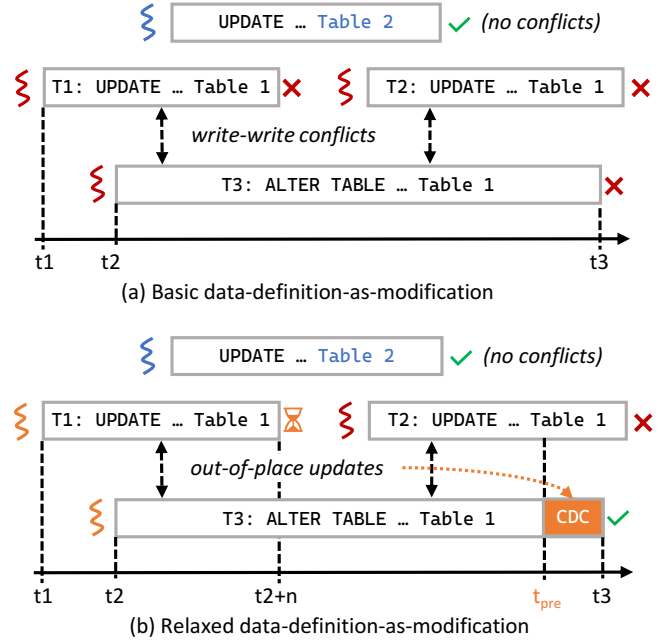 UPDATE … Table 2 (no conflicts)
T1: UPDATE … Table 1 T2: UPDATE … Table 1
write-write conflicts
T3: ALTER TABLE … Table 1
t1 t2 t3
(a) Basic data-definition-as-modification
UPDATE … Table 2 (no conflicts)
T1: UPDATE … Table 1 T2: UPDATE … Table 1
out-of-place updates
T3: ALTER TABLE … Table 1 CDC
t1 t2 t2+n tpre t3
(b) Relaxed data-definition-as-modification